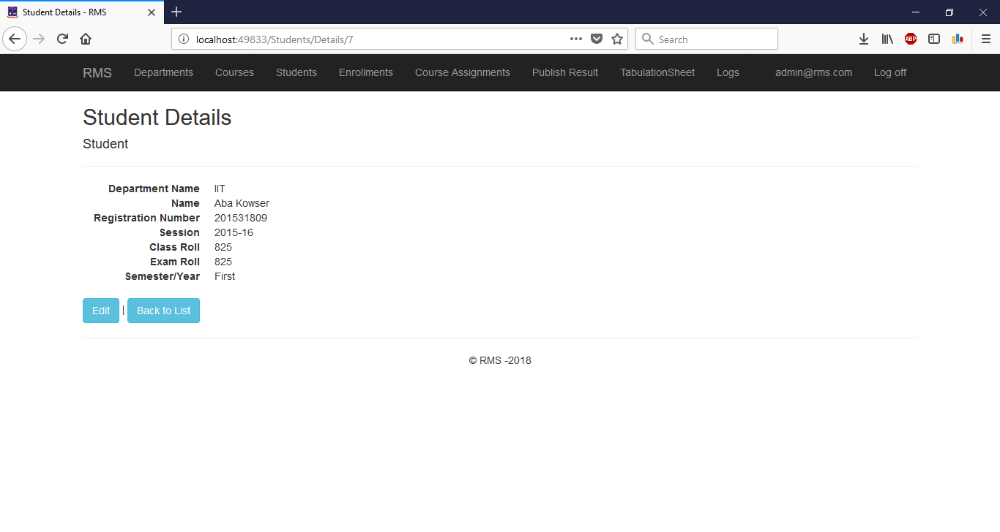 Student Details - RMS
localhost:49833/Students/Details/7
Search
ABP
RMS Departments Courses Students Enrollments Course Assignments Publish Result TabulationSheet Logs admin@rms.com Log off
Student Details
Student
Department Name IIT
Name Aba Kowser
Registration Number 201531809
Session 2015-16
Class Roll 825
Exam Roll 825
Semester/Year First
Edit | Back to List
© RMS -2018